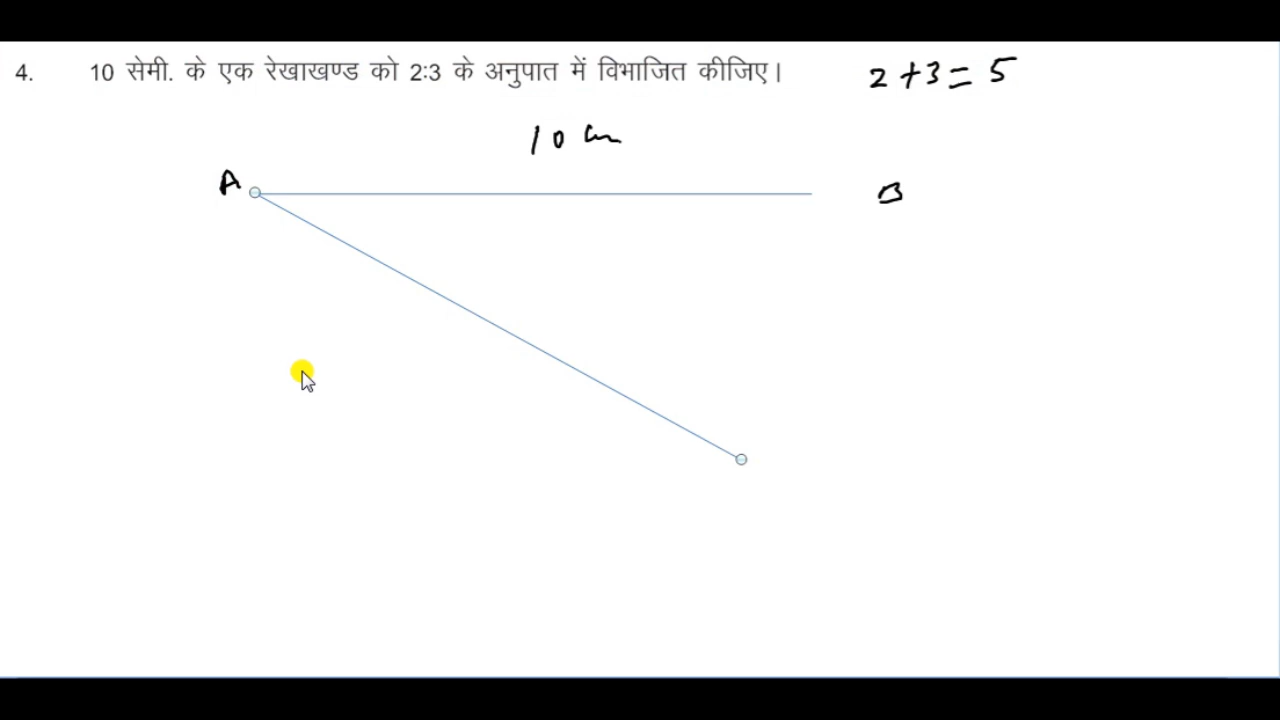 4. 10 सेमी. के एक रेखाखण्ड को 2:3 के अनुपात में विभाजित कीजिए। 2+3=5
10 cm
A B